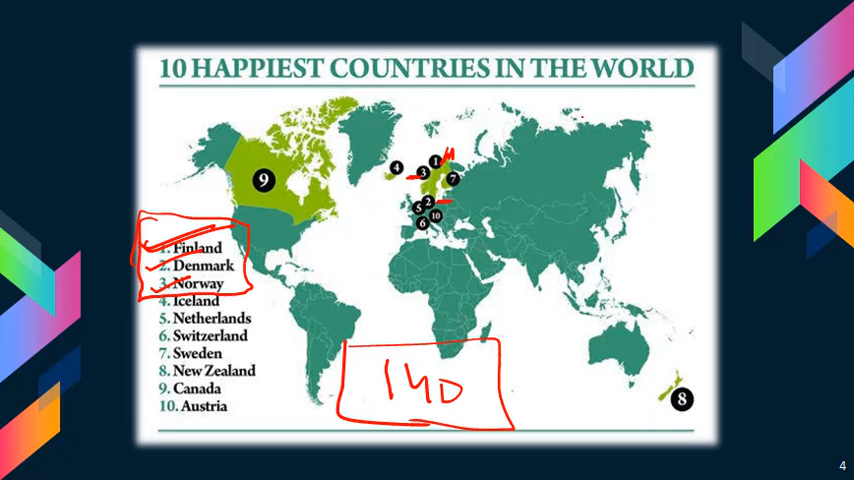 10 HAPPIEST COUNTRIES IN THE WORLD
1
4
3
9
7
2
5
10
6
1. Finland
2. Denmark
3. Norway
4. Iceland
5. Netherlands
6. Switzerland
7. Sweden
8. New Zealand
9. Canada
10. Austria
140
8
4